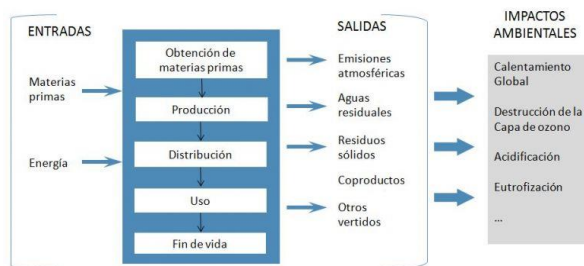 ENTRADAS
Materias
primas
Energía
Obtención de
materias primas
Producción
Distribución
Uso
Fin de vida
SALIDAS
Emisiones
atmosféricas
Aguas
residuales
Residuos
sólidos
Coproductos
Otros
vertidos
IMPACTOS
AMBIENTALES
Calentamiento
Global
Destrucción de la
Capa de ozono
Acidificación
Eutrofización
...